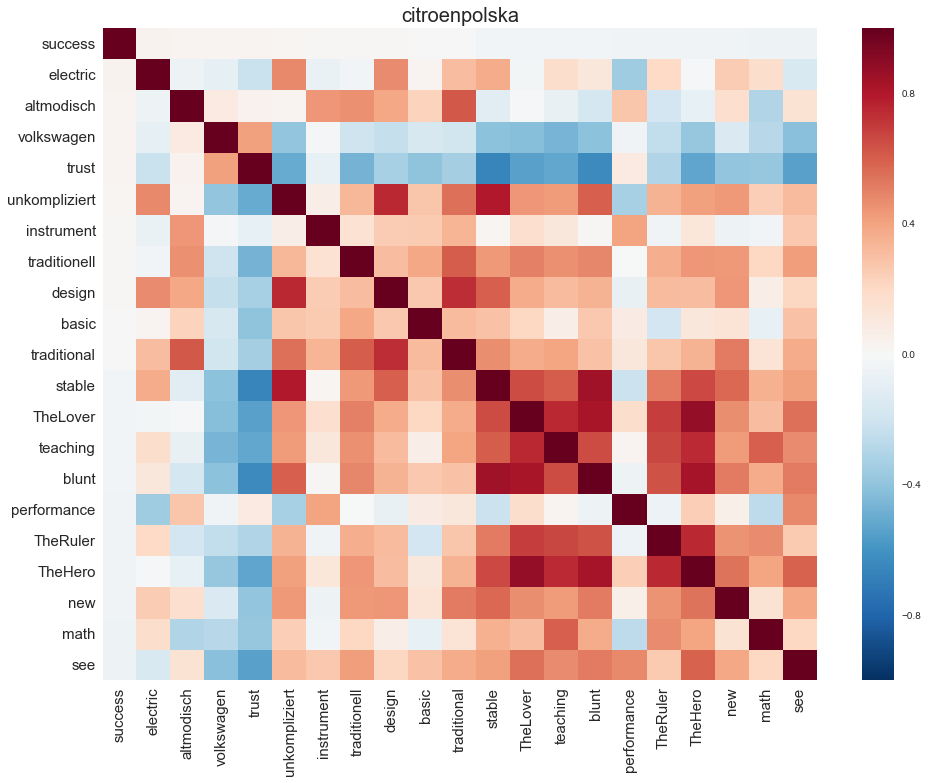 citroenpolska
success
electric
altmodisch
volkswagen
trust
unkompliziert
instrument
traditionell
design
basic
traditional
stable
TheLover
teaching
blunt
performance
TheRuler
TheHero
new
math
see
success
electric
altmodisch
volkswagen
trust
unkompliziert
instrument
traditionell
design
basic
traditional
stable
TheLover
teaching
blunt
performance
TheRuler
TheHero
new
math
see
0.8
0.4
0.0
−0.4
−0.8